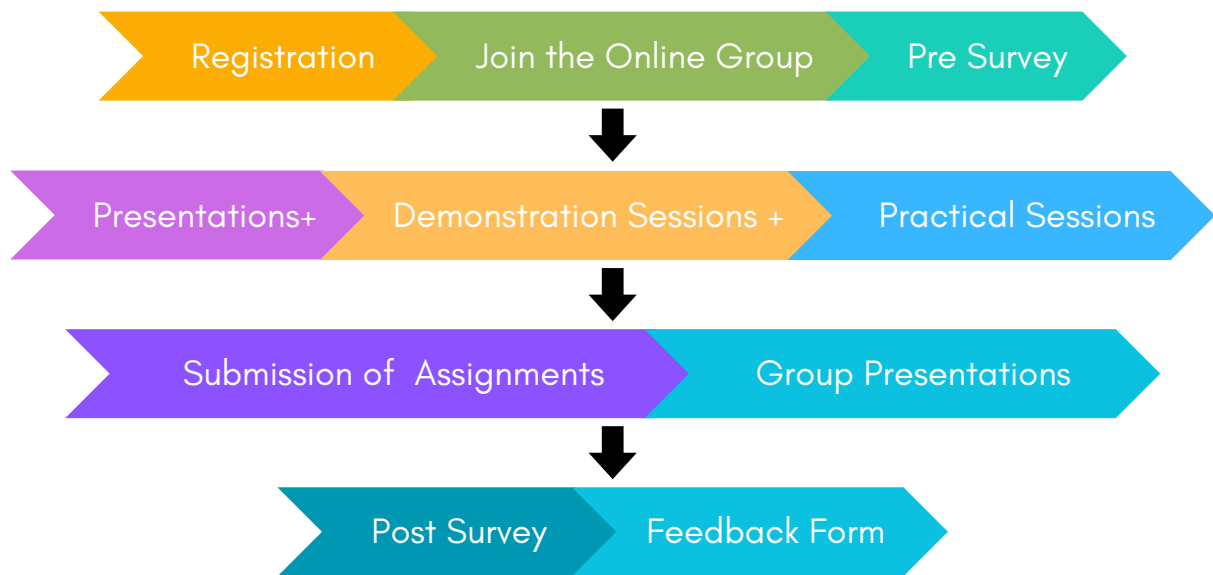 Registration Join the Online Group Pre Survey
Presentations+ Demonstration Sessions + Practical Sessions
Submission of Assignments Group Presentations
Post Survey Feedback Form